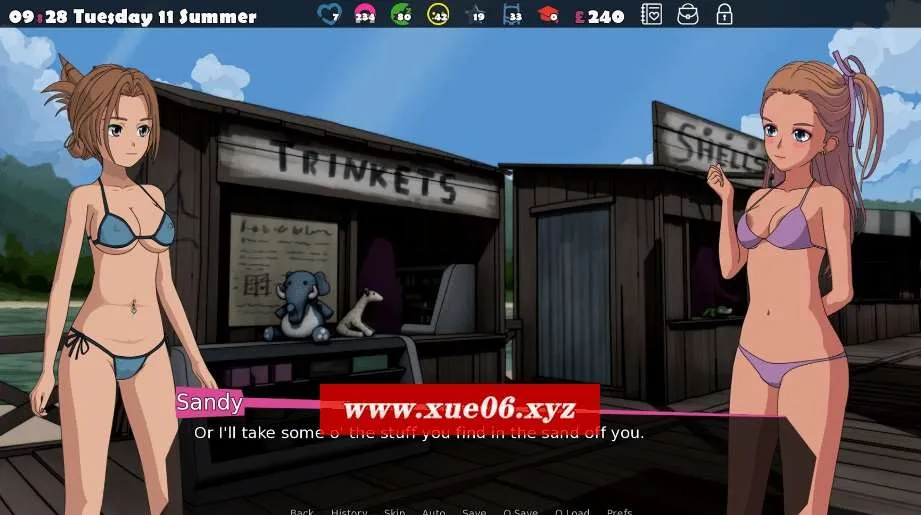 09:28 Tuesday 11 Summer
7 234 80 42 19 33 0 £240
TRINKETS
SHELLS
Sandy
www.xue06.xyz
Or I'll take some o' the stuff you find in the sand off you.
Back History Skip Auto Save Q.Save Q.Load Prefs